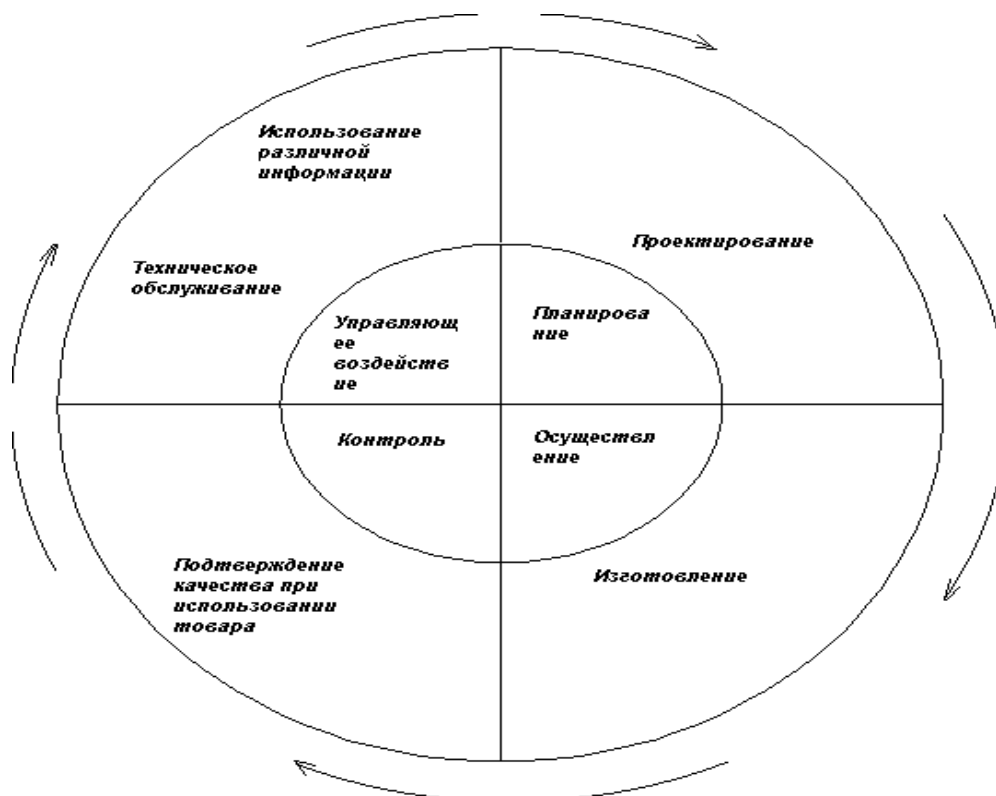 Использование
различной
информации
Проектирование
Техническое
обслуживание
Управляющ
ее
воздейств
ие
Планирова
ние
Контроль
Осуществл
ение
Подтверждение
качества при
использовании
товара
Изготовление